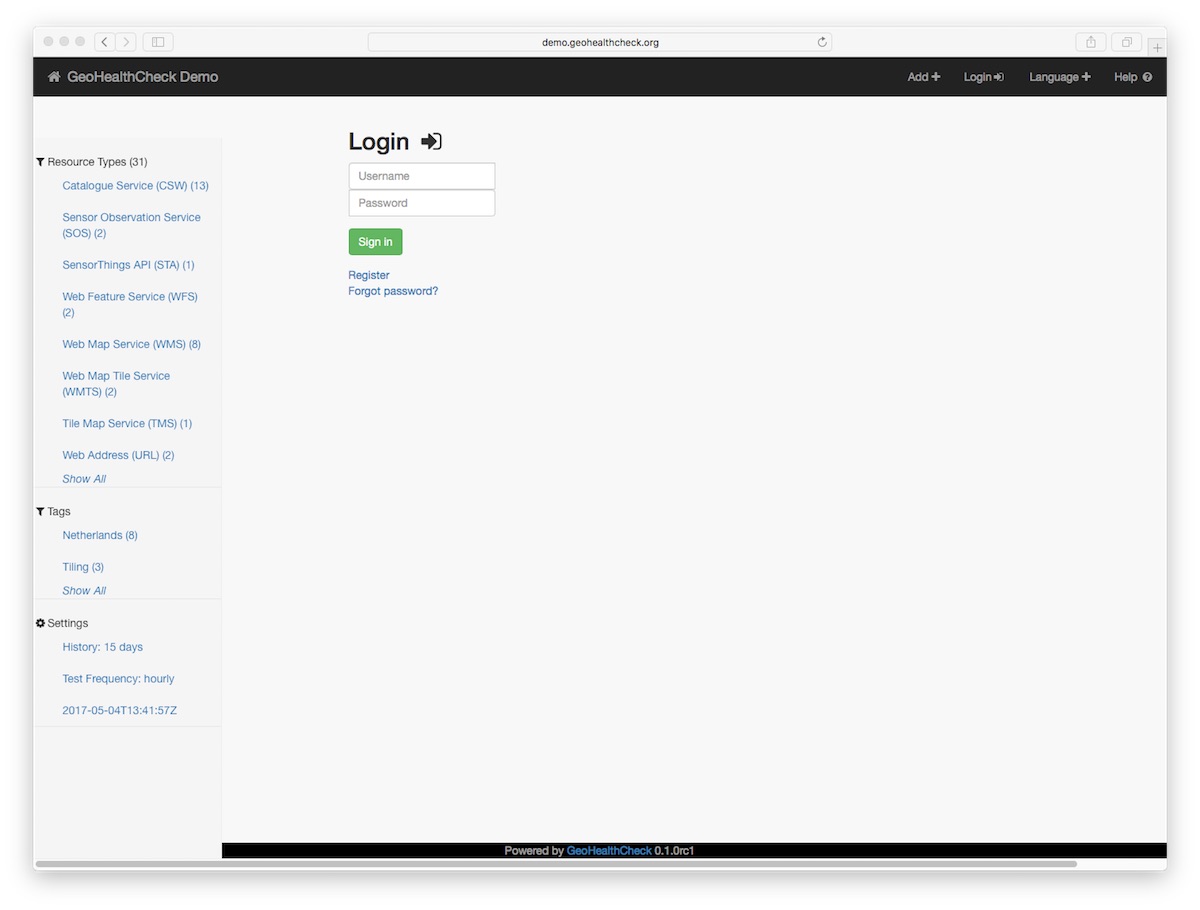 demo.geohealthcheck.org
GeoHealthCheck Demo
Add
Login
Language
Help
Resource Types (31)
Catalogue Service (CSW) (13)
Sensor Observation Service
(SOS) (2)
SensorThings API (STA) (1)
Web Feature Service (WFS)
(2)
Web Map Service (WMS) (8)
Web Map Tile Service
(WMTS) (2)
Tile Map Service (TMS) (1)
Web Address (URL) (2)
Show All
Tags
Netherlands (8)
Tiling (3)
Show All
Settings
History: 15 days
Test Frequency: hourly
2017-05-04T13:41:57Z
Login
Username
Password
Sign in
Register
Forgot password?
Powered by GeoHealthCheck 0.1.0rc1